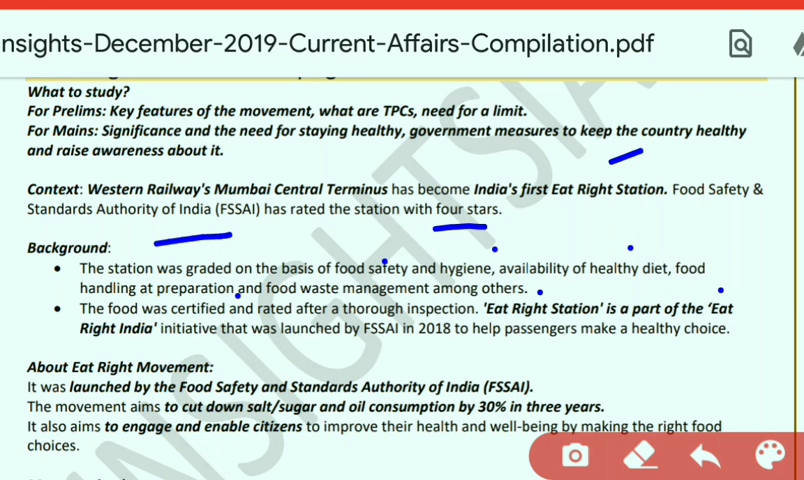 nsights-December-2019-Current-Affairs-Compilation.pdf
What to study?
For Prelims: Key features of the movement, what are TPCs, need for a limit.
For Mains: Significance and the need for staying healthy, government measures to keep the country healthy
and raise awareness about it.
Context: Western Railway's Mumbai Central Terminus has become India's first Eat Right Station. Food Safety &
Standards Authority of India (FSSAI) has rated the station with four stars.
Background:
• The station was graded on the basis of food safety and hygiene, availability of healthy diet, food
handling at preparation and food waste management among others.
• The food was certified and rated after a thorough inspection. 'Eat Right Station' is a part of the ‘Eat
Right India’ initiative that was launched by FSSAI in 2018 to help passengers make a healthy choice.
About Eat Right Movement:
It was launched by the Food Safety and Standards Authority of India (FSSAI).
The movement aims to cut down salt/sugar and oil consumption by 30% in three years.
It also aims to engage and enable citizens to improve their health and well-being by making the right food
choices.
INSIGHTSIA